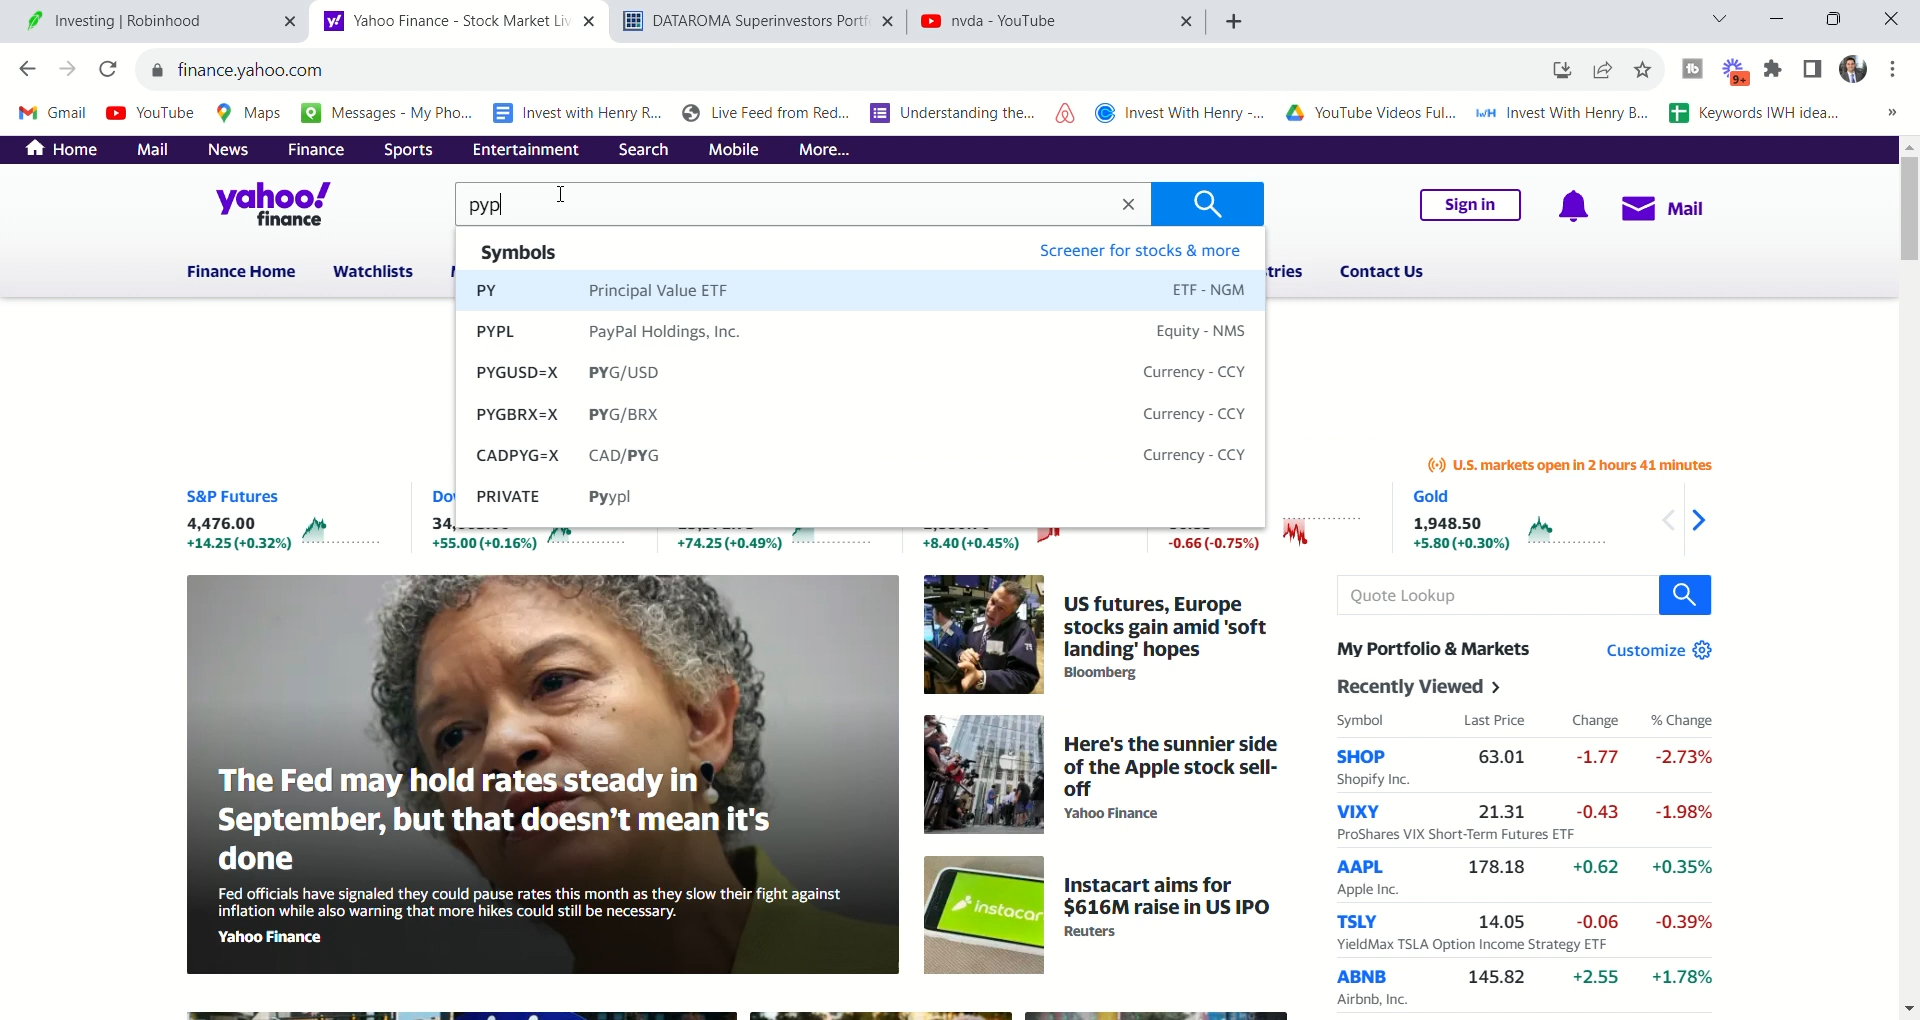 Investing | Robinhood
Yahoo Finance - Stock Market Liv
DATAROMA Superinvestors Portf
nvda - YouTube
finance.yahoo.com
9+
Gmail
YouTube
Maps
Messages - My Pho...
Invest with Henry R...
Live Feed from Red...
Understanding the...
Invest With Henry -...
YouTube Videos Ful...
IWH Invest With Henry B...
Keywords IWH idea...
»
Home Mail News Finance Sports Entertainment Search Mobile More...
yahoo!
finance
pyp
Sign in
Mail
Finance Home Watchlists
tries Contact Us
Symbols Screener for stocks & more
PY Principal Value ETF ETF - NGM
PYPL PayPal Holdings, Inc. Equity - NMS
PYGUSD=X PYG/USD Currency - CCY
PYGBRX=X PYG/BRX Currency - CCY
CADPYG=X CAD/PYG Currency - CCY
PRIVATE Pyypl
U.S. markets open in 2 hours 41 minutes
S&P Futures
4,476.00
+14.25 (+0.32%)
Dov
34,
+55.00 (+0.16%)
+74.25 (+0.49%)
+8.40 (+0.45%)
-0.66 (-0.75%)
Gold
1,948.50
+5.80 (+0.30%)
The Fed may hold rates steady in
September, but that doesn't mean it's
done
Fed officials have signaled they could pause rates this month as they slow their fight against
inflation while also warning that more hikes could still be necessary.
Yahoo Finance
US futures, Europe
stocks gain amid 'soft
landing' hopes
Bloomberg
Here's the sunnier side
of the Apple stock sell-
off
Yahoo Finance
instacar
Instacart aims for
$616M raise in US IPO
Reuters
Quote Lookup
My Portfolio & Markets Customize
Recently Viewed
Symbol Last Price Change % Change
SHOP 63.01 -1.77 -2.73%
Shopify Inc.
VIXY 21.31 -0.43 -1.98%
ProShares VIX Short-Term Futures ETF
AAPL 178.18 +0.62 +0.35%
Apple Inc.
TSLY 14.05 -0.06 -0.39%
YieldMax TSLA Option Income Strategy ETF
ABNB 145.82 +2.55 +1.78%
Airbnb, Inc.